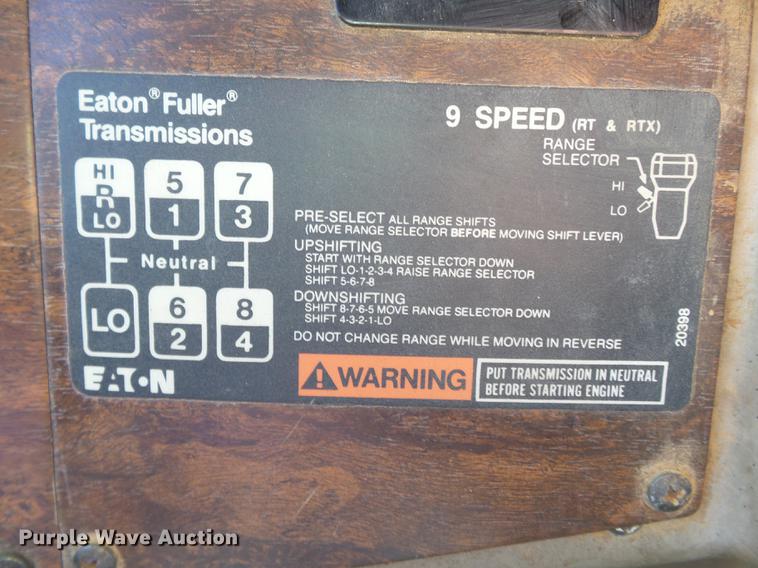 Eaton® Fuller®
Transmissions
9 SPEED (RT & RTX)
RANGE
SELECTOR
HI
LO
HI
R
LO
5
1
7
3
Neutral
LO
6
2
8
4
EATON
PRE-SELECT ALL RANGE SHIFTS
(MOVE RANGE SELECTOR BEFORE MOVING SHIFT LEVER)
UPSHIFTING
START WITH RANGE SELECTOR DOWN
SHIFT LO-1-2-3-4 RAISE RANGE SELECTOR
SHIFT 5-6-7-8
DOWNSHIFTING
SHIFT 8-7-6-5 MOVE RANGE SELECTOR DOWN
SHIFT 4-3-2-1-LO
DO NOT CHANGE RANGE WHILE MOVING IN REVERSE
WARNING
PUT TRANSMISSION IN NEUTRAL
BEFORE STARTING ENGINE
20398
Purple Wave Auction